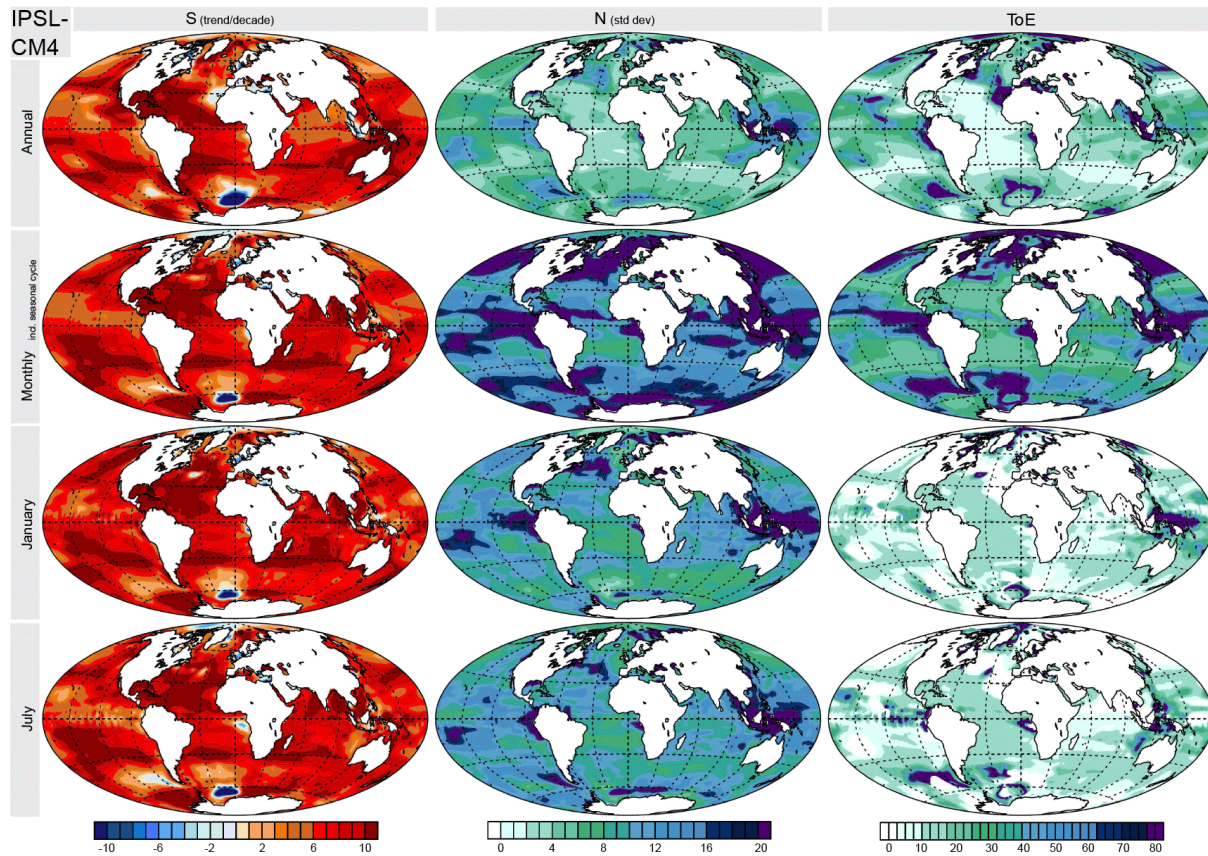 IPSL-
CM4
S (trend/decade)
N (std dev)
ToE
Annual
Monthly
incl. seasonal cycle
January
July
-10 -6 -2 2 6 10
0 4 8 12 16 20
0 10 20 30 40 50 60 70 80